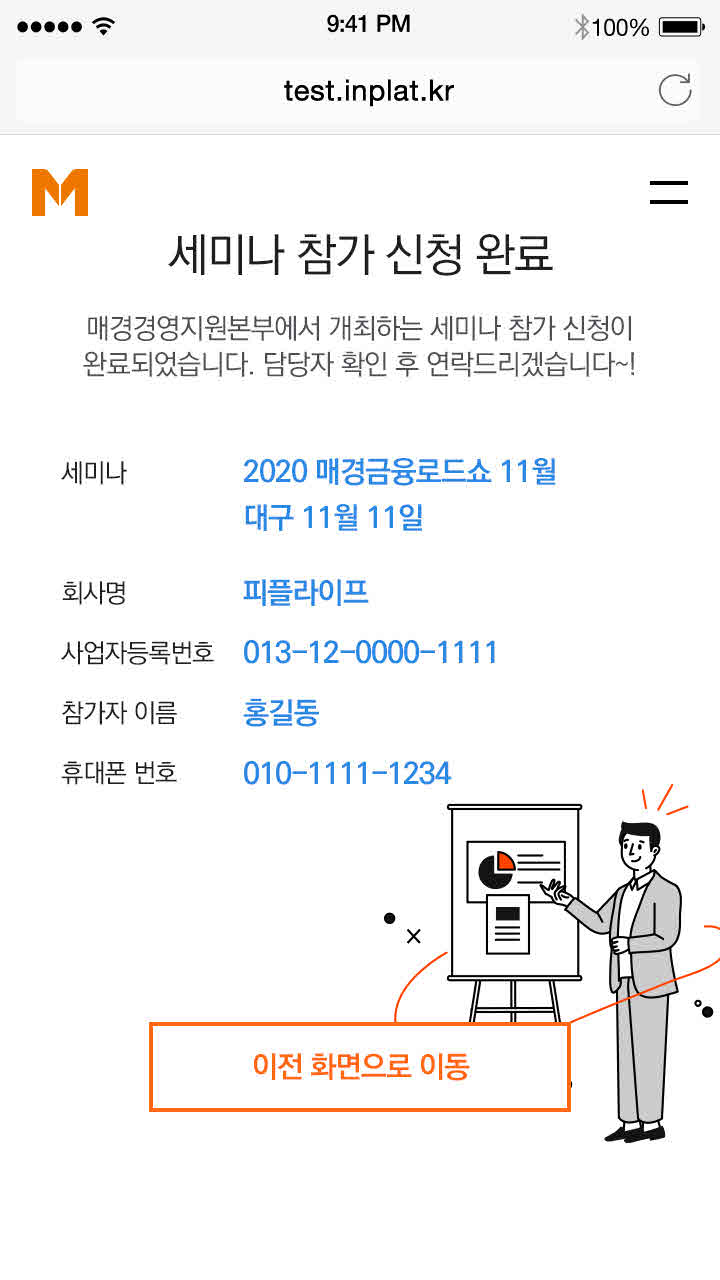 9:41 PM
100%
test.inplat.kr
M
세미나 참가 신청 완료
매경경영지원본부에서 개최하는 세미나 참가 신청이
완료되었습니다. 담당자 확인 후 연락드리겠습니다~!
세미나 2020 매경금융로드쇼 11월
대구 11월 11일
회사명 피플라이프
사업자등록번호 013-12-0000-1111
참가자 이름 홍길동
휴대폰 번호 010-1111-1234
이전 화면으로 이동